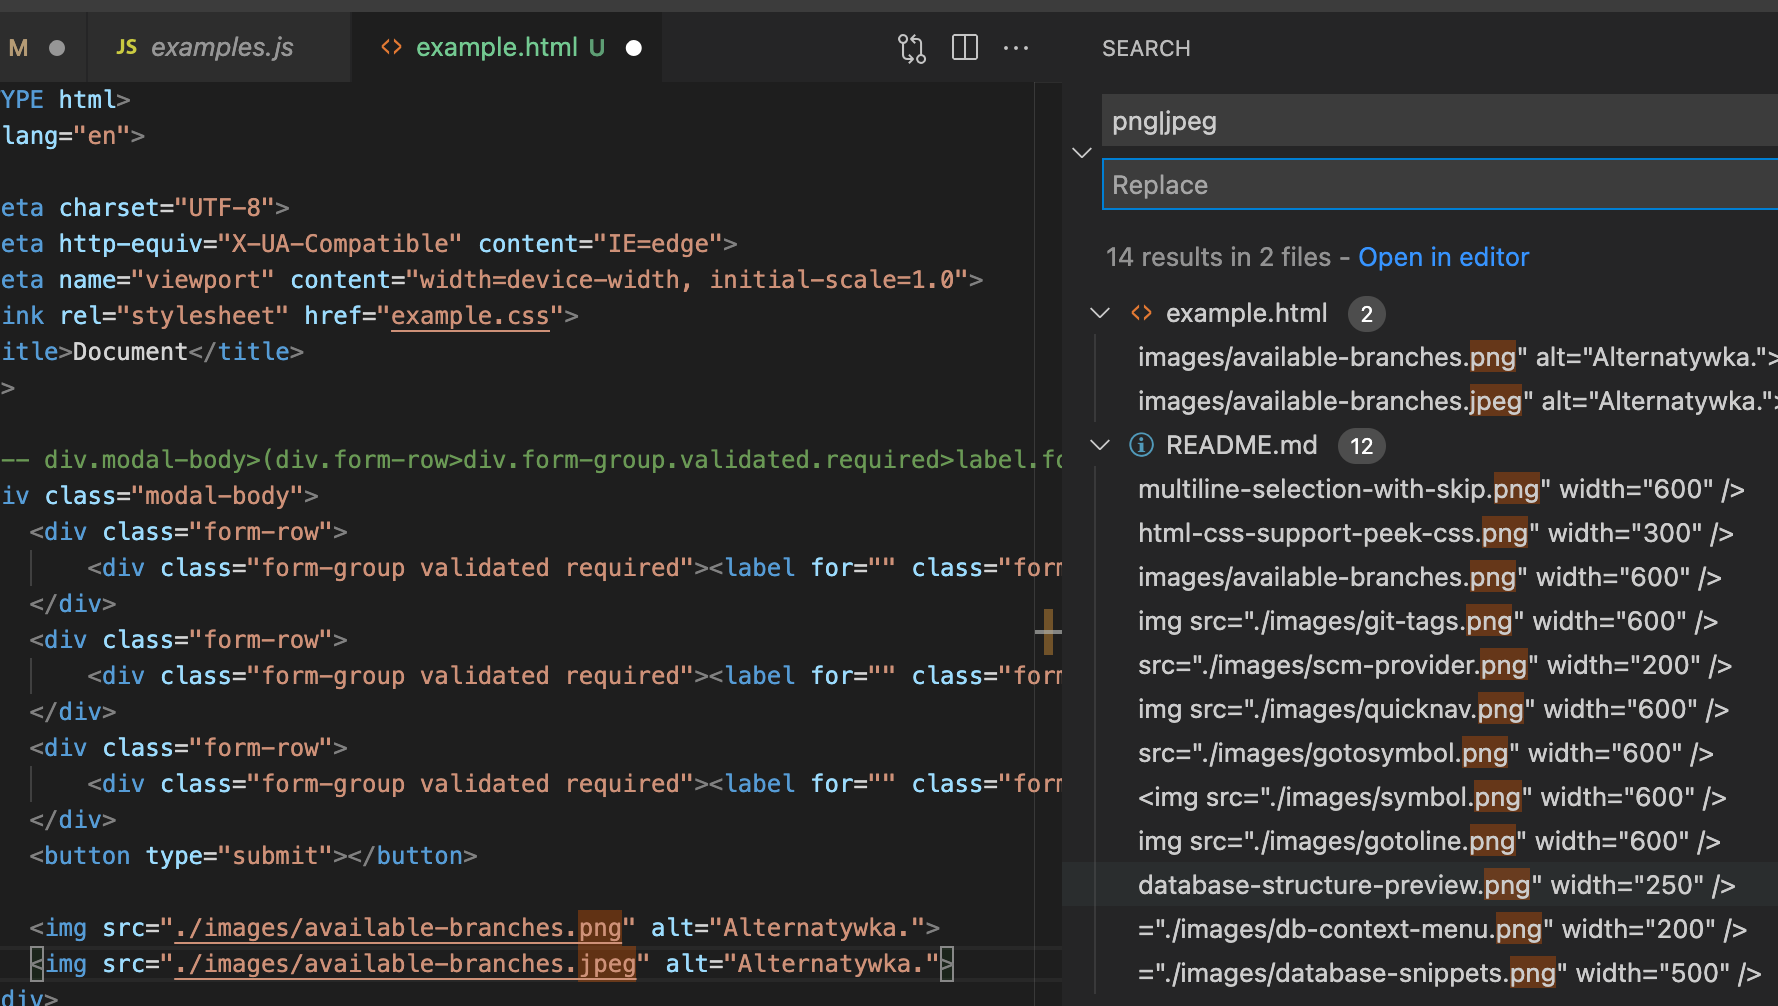 M
JS examples.js
<> example.html U
YPE html>
lang="en">
eta charset="UTF-8">
eta http-equiv="X-UA-Compatible" content="IE=edge">
eta name="viewport" content="width=device-width, initial-scale=1.0">
ink rel="stylesheet" href="example.css">
itle>Document</title>
>
-- div.modal-body>(div.form-row>div.form-group.validated.required>label.fo
iv class="modal-body">
<div class="form-row">
<div class="form-group validated required"><label for="" class="form
</div>
<div class="form-row">
<div class="form-group validated required"><label for="" class="form
</div>
<div class="form-row">
<div class="form-group validated required"><label for="" class="form
</div>
<button type="submit"></button>
<img src="./images/available-branches.png" alt="Alternatywka.">
<img src="./images/available-branches.jpeg" alt="Alternatywka.">
div>
SEARCH
png|jpeg
Replace
14 results in 2 files - Open in editor
<> example.html 2
images/available-branches.png" alt="Alternatywka.">
images/available-branches.jpeg" alt="Alternatywka.">
README.md 12
multiline-selection-with-skip.png" width="600" />
html-css-support-peek-css.png" width="300" />
images/available-branches.png" width="600" />
img src="./images/git-tags.png" width="600" />
src="./images/scm-provider.png" width="200" />
img src="./images/quicknav.png" width="600" />
src="./images/gotosymbol.png" width="600" />
<img src="./images/symbol.png" width="600" />
img src="./images/gotoline.png" width="600" />
database-structure-preview.png" width="250" />
="./images/db-context-menu.png" width="200" />
="./images/database-snippets.png" width="500" />